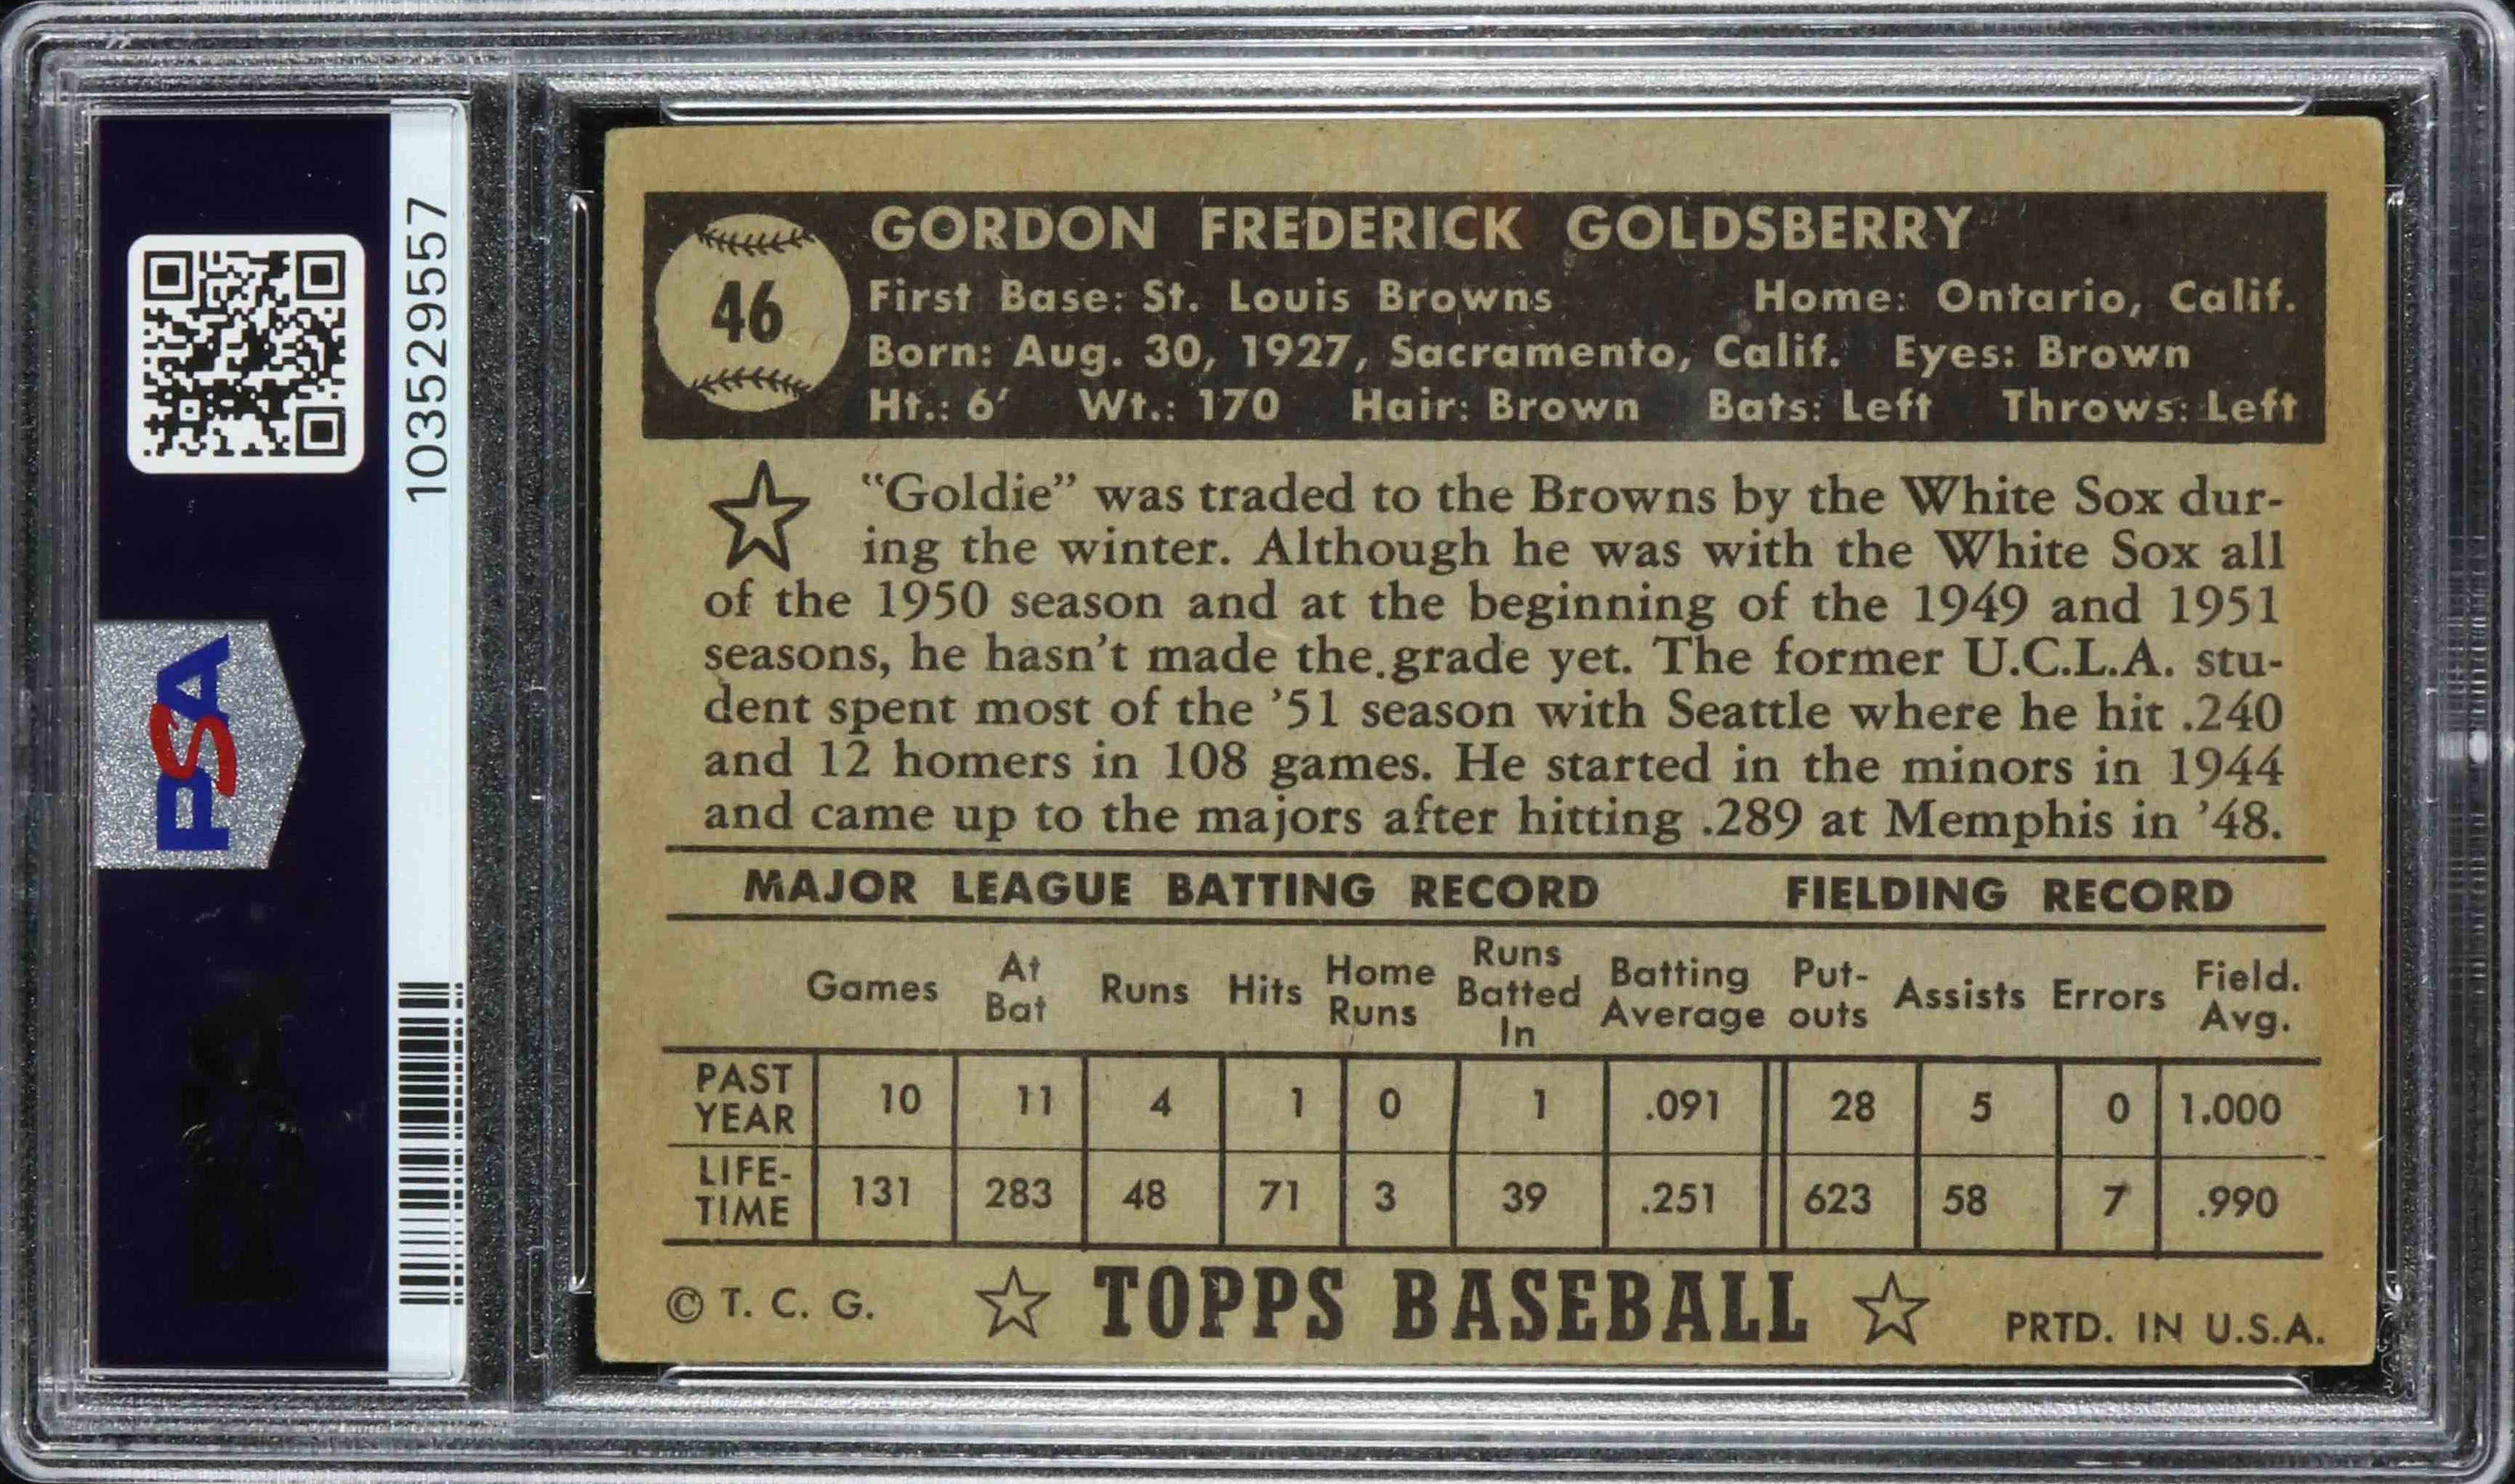 103529557
PSA
46
GORDON FREDERICK GOLDSBERRY
First Base: St. Louis Browns Home: Ontario, Calif.
Born: Aug. 30, 1927, Sacramento, Calif. Eyes: Brown
Ht.: 6′ Wt.: 170 Hair: Brown Bats: Left Throws: Left
“Goldie” was traded to the Browns by the White Sox dur-
ing the winter. Although he was with the White Sox all
of the 1950 season and at the beginning of the 1949 and 1951
seasons, he hasn't made the grade yet. The former U.C.L.A. stu-
dent spent most of the ’51 season with Seattle where he hit .240
and 12 homers in 108 games. He started in the minors in 1944
and came up to the majors after hitting .289 at Memphis in ’48.
MAJOR LEAGUE BATTING RECORD FIELDING RECORD
Games At Bat Runs Hits Home Runs Runs Batted In Batting Average Put-outs Assists Errors Field. Avg.
PAST YEAR 10 11 4 1 0 1 .091 28 5 0 1.000
LIFE-TIME 131 283 48 71 3 39 .251 623 58 7 .990
© T. C. G. ☆ TOPPS BASEBALL ☆ PRTD. IN U.S.A.
PSA